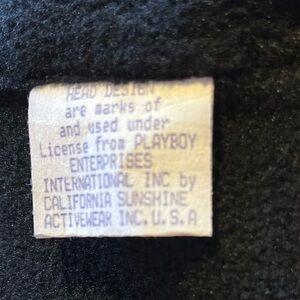 HEAD DESIGN
are marks of
and used under
License from PLAYBOY
ENTERPRISES
INTERNATIONAL INC by
CALIFORNIA SUNSHINE
ACTIVEWEAR INC. U.S.A